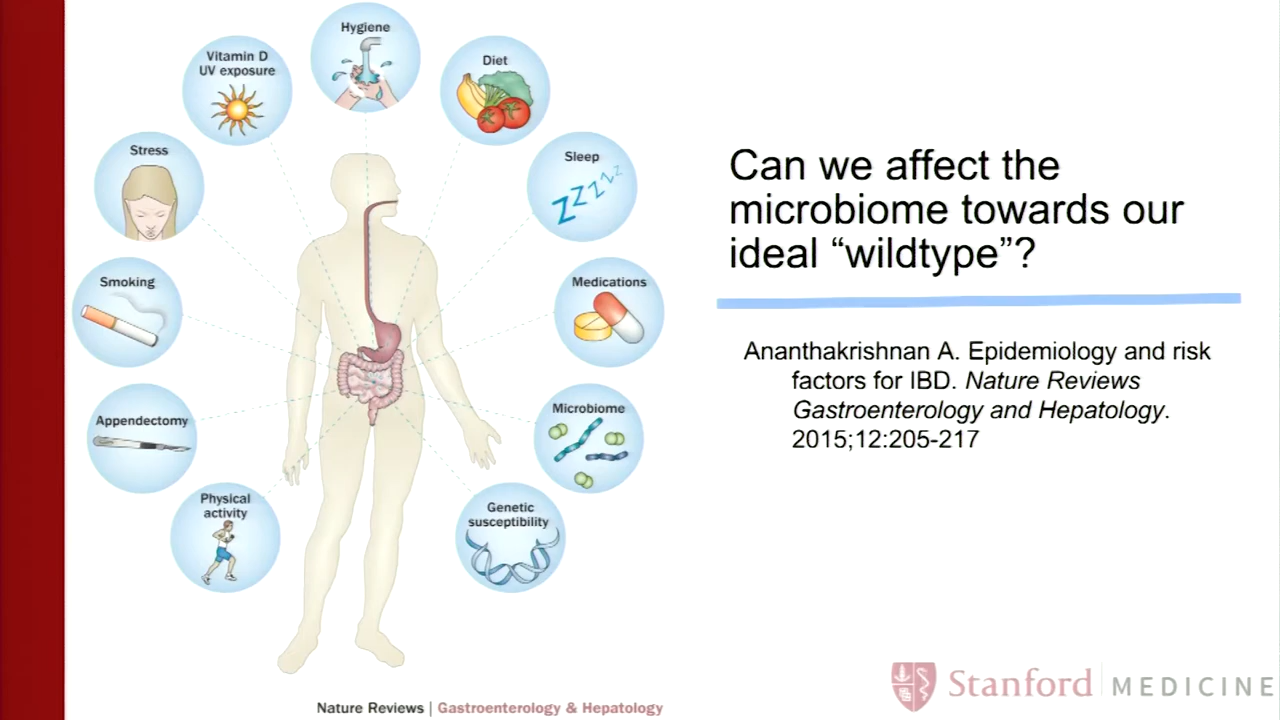 Hygiene
Vitamin D
UV exposure
Diet
Stress
Sleep
Smoking
Medications
Appendectomy
Microbiome
Physical
activity
Genetic
susceptibility
ZZZZZ
Nature Reviews | Gastroenterology & Hepatology
Can we affect the
microbiome towards our
ideal “wildtype”?
Ananthakrishnan A. Epidemiology and risk
factors for IBD. Nature Reviews
Gastroenterology and Hepatology.
2015;12:205-217
Stanford | MEDICINE